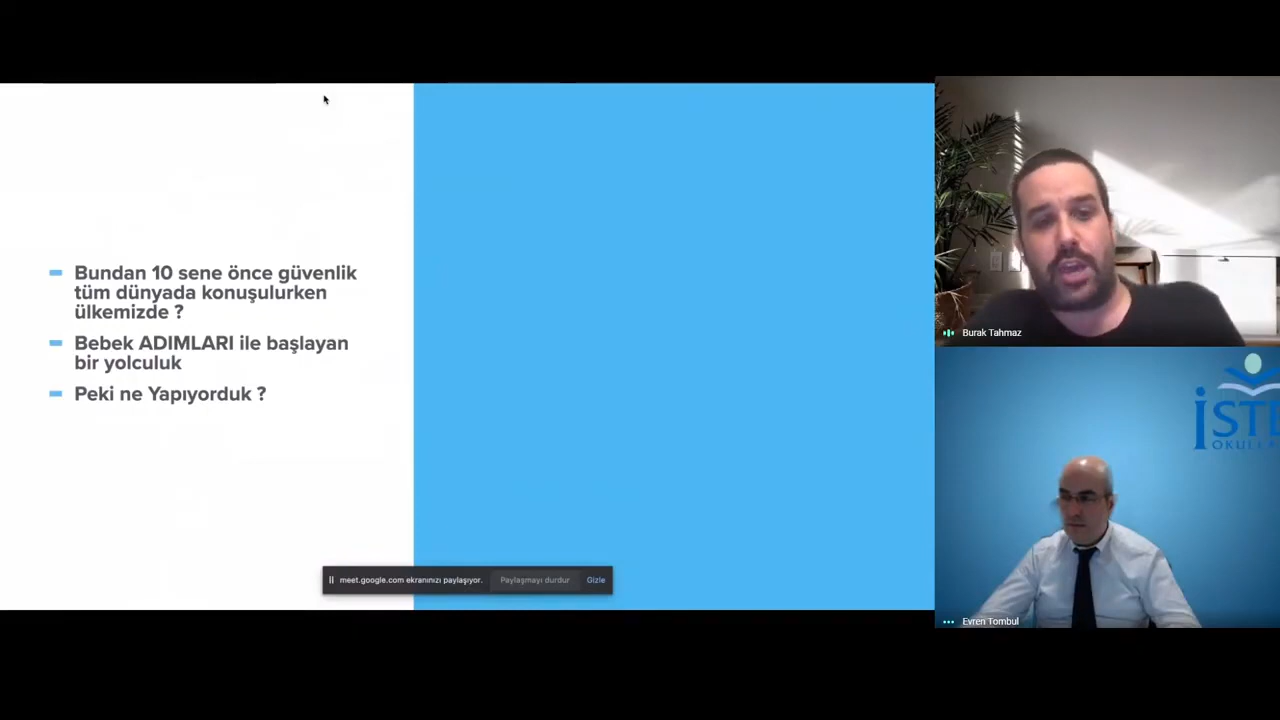 Bundan 10 sene önce güvenlik
tüm dünyada konuşulurken
ülkemizde ?
Bebek ADIMLARI ile başlayan
bir yolculuk
Peki ne Yapıyorduk ?
meet.google.com ekranınızı paylaşıyor.
Paylaşmayı durdur
Gizle
Burak Tahmaz
Evren Tombul